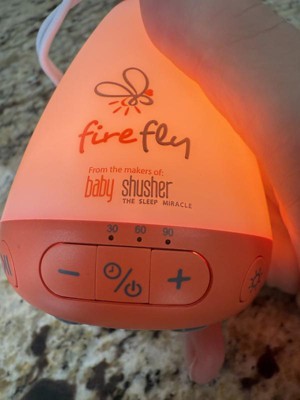 firefly
From the makers of:
baby shusher
THE SLEEP MIRACLE
30 60 90
− +